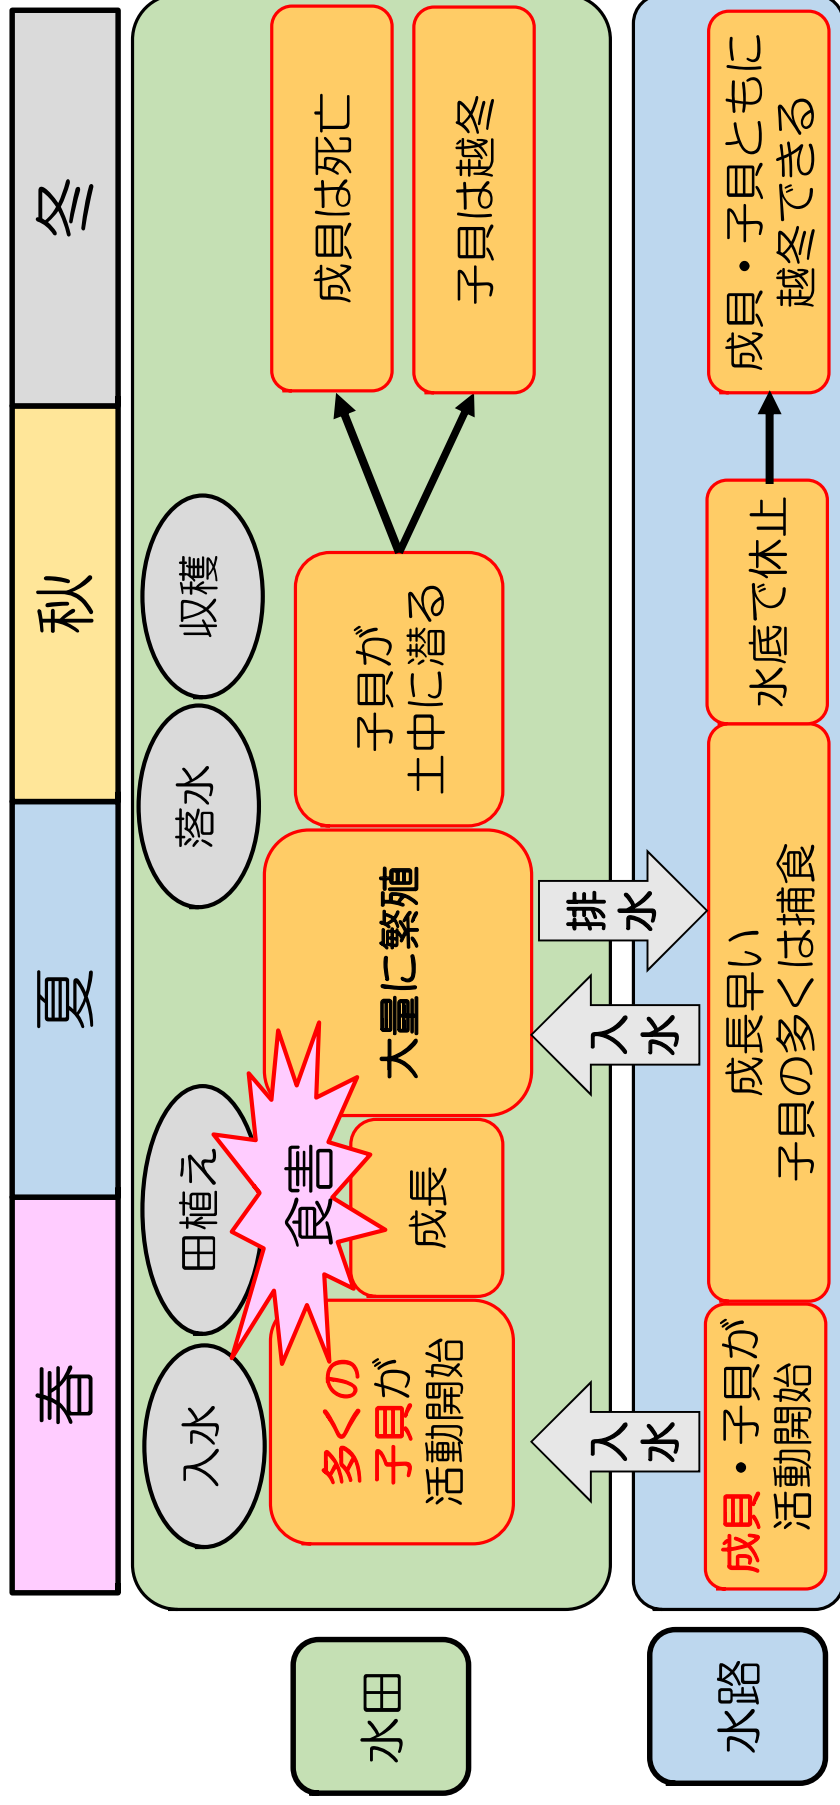 春
夏
秋
冬
水田
入水
田植え
落水
収穫
食害
多くの
子貝が
活動開始
成長
大量に繁殖
子貝が
土中に潜る
成貝は死亡
子貝は越冬
入
水
入
水
排
水
水路
成貝・子貝が
活動開始
成長早い
子貝の多くは捕食
水底で休止
成貝・子貝ともに
越冬できる